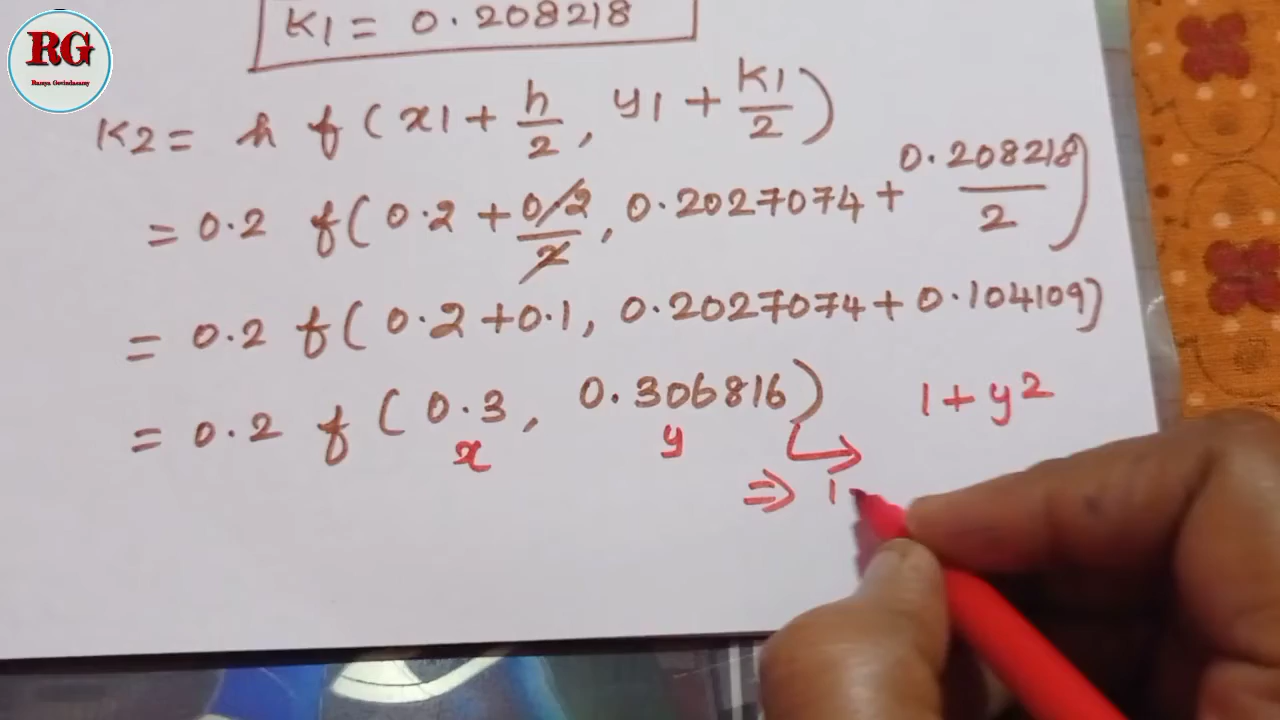 RG
Ramya Govindasamy
K1 = 0.208218
K2 = h f(x1 + h/2, y1 + K1/2)
= 0.2 f(0.2 + 0.2/2, 0.2027074 + 0.208218/2)
= 0.2 f(0.2 + 0.1, 0.2027074 + 0.104109)
= 0.2 f(0.3, 0.306816) 1 + y2
x y
⇒ 1